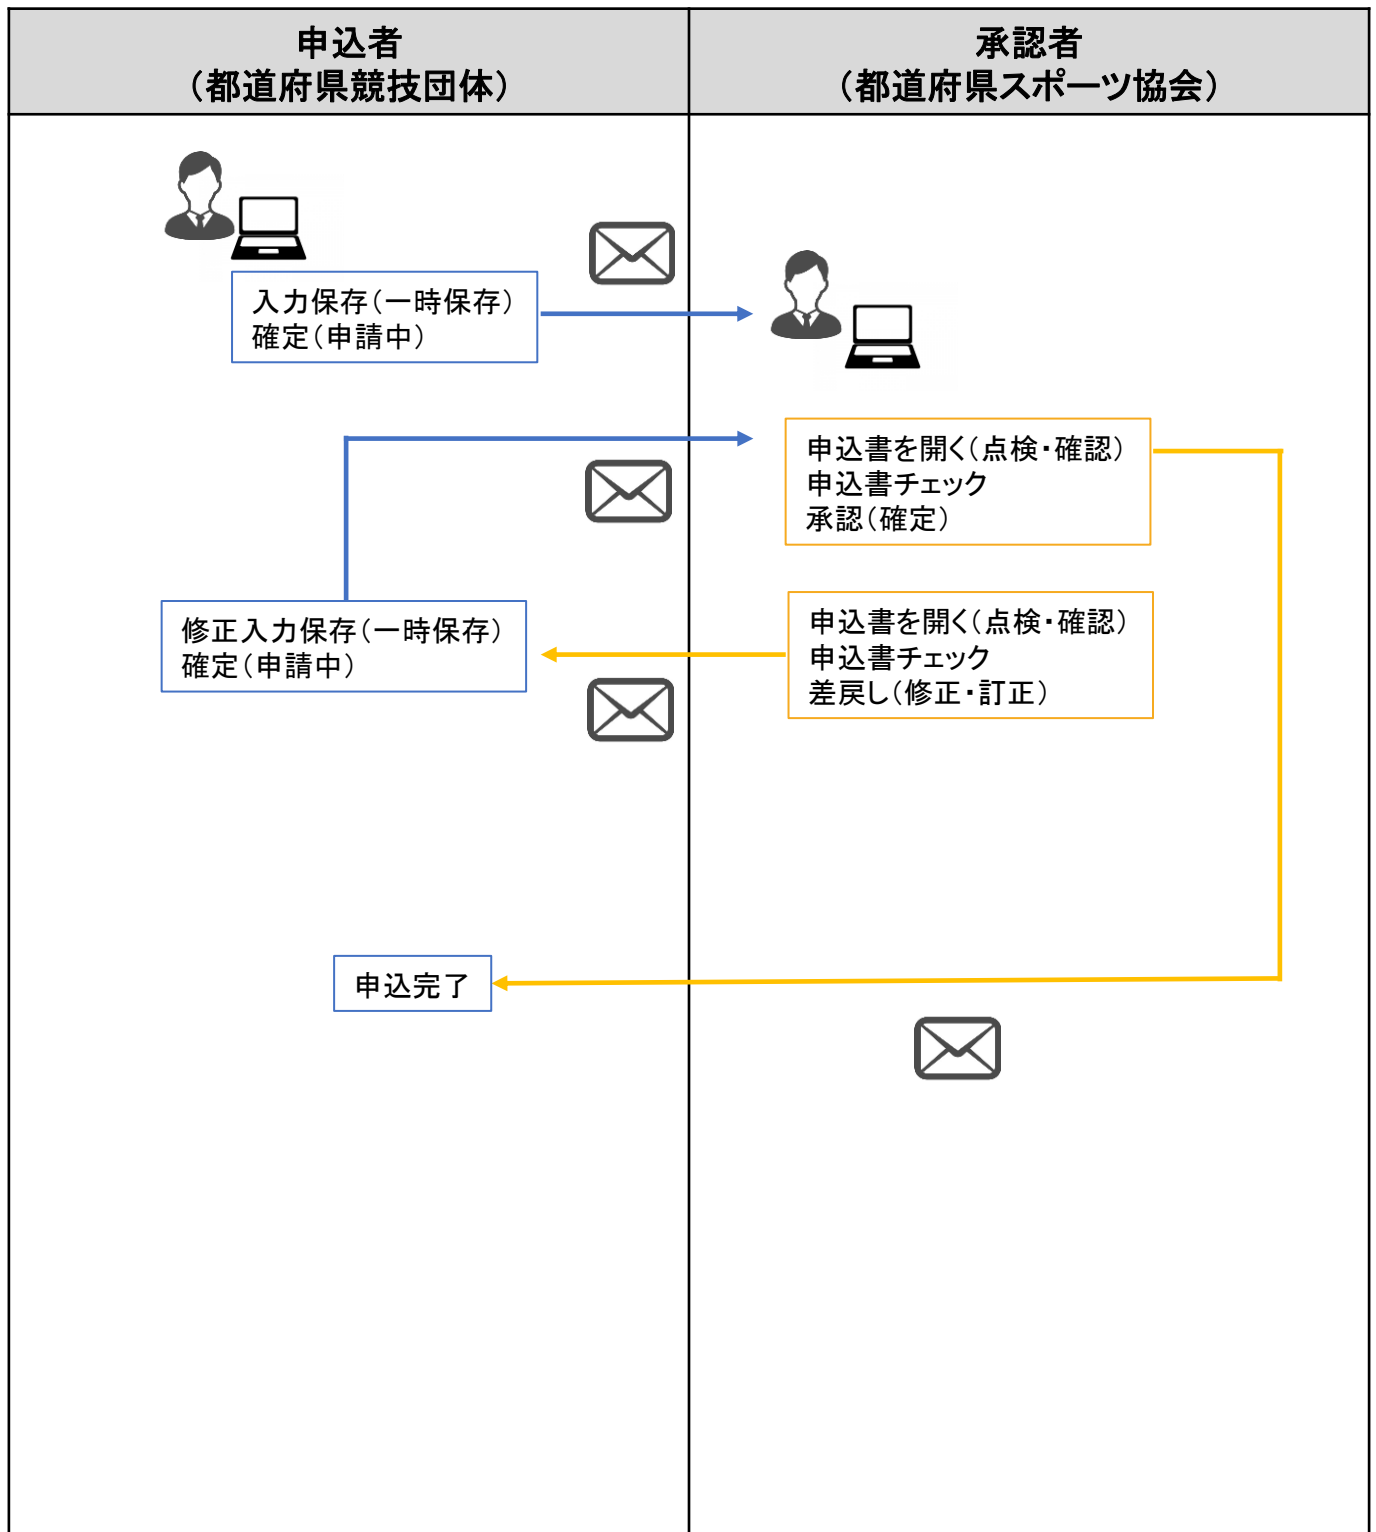 申込者
（都道府県競技団体）
承認者
（都道府県スポーツ協会）
入力保存（一時保存）
確定（申請中）
申込書を開く（点検・確認）
申込書チェック
承認（確定）
修正入力保存（一時保存）
確定（申請中）
申込書を開く（点検・確認）
申込書チェック
差戻し（修正・訂正）
申込完了